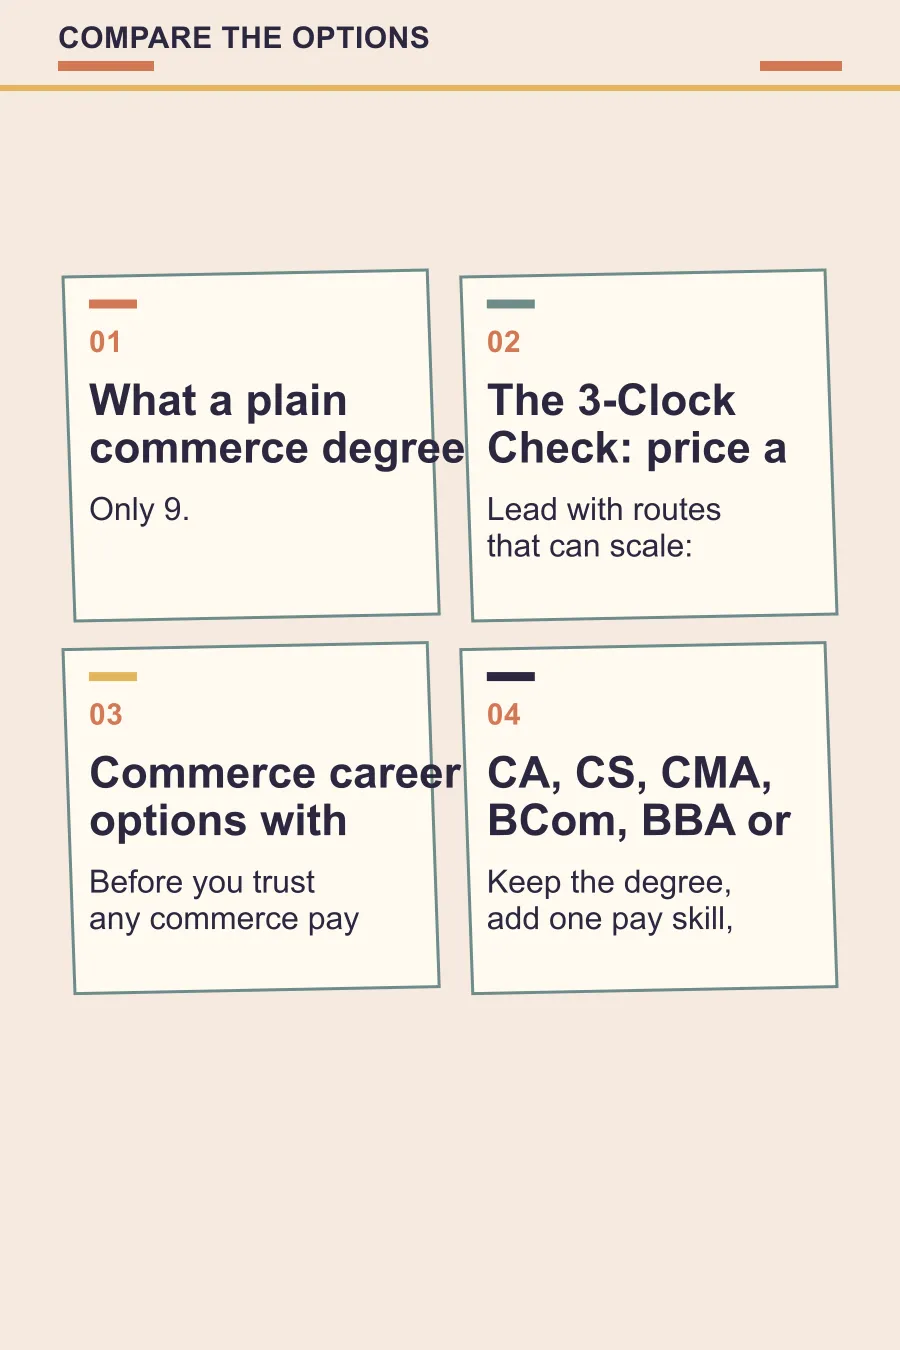 COMPARE THE OPTIONS
01
What a plain
commerce degree
Only 9.
02
The 3-Clock
Check: price a
Lead with routes
that can scale:
03
Commerce career
options with
Before you trust
any commerce pay
04
CA, CS, CMA,
BCom, BBA or
Keep the degree,
add one pay skill,